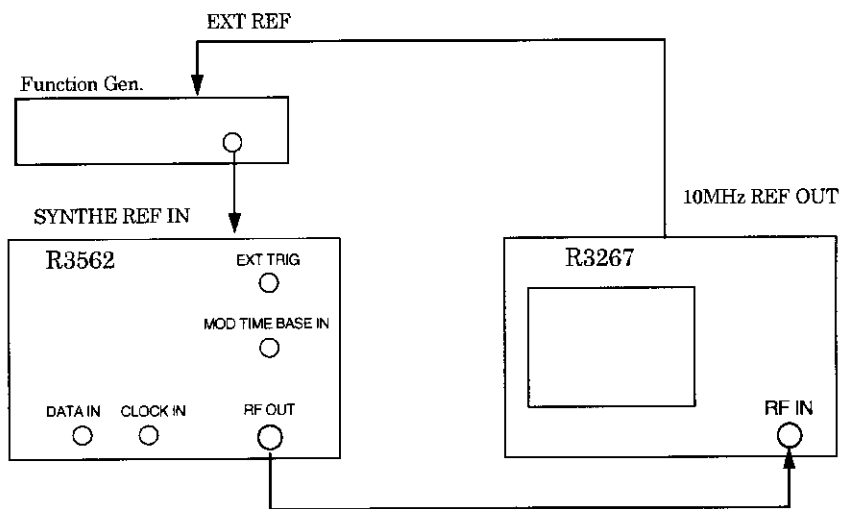 EXT REF
Function Gen.
SYNTHE REF IN
10MHz REF OUT
R3562
EXT TRIG
R3267
MOD TIME BASE IN
DATA IN
CLOCK IN
RF OUT
RF IN